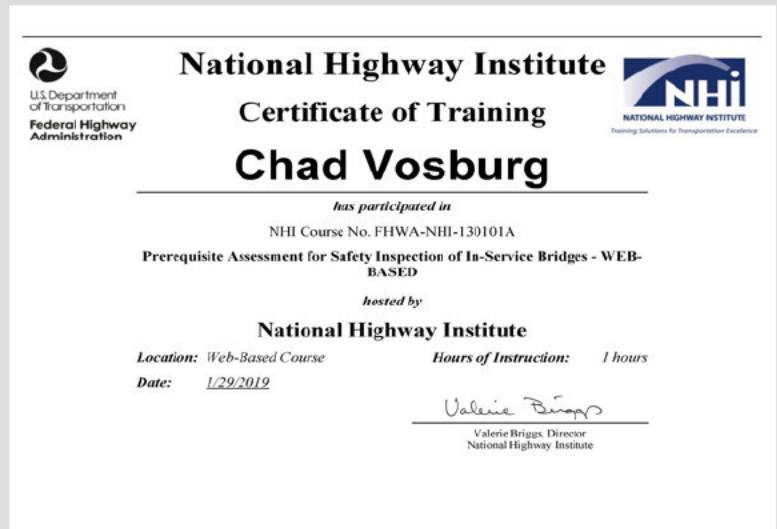 U.S. Department
of Transportation
Federal Highway
Administration
National Highway Institute
Certificate of Training
NHi
NATIONAL HIGHWAY INSTITUTE
Training Solutions for Transportation Excellence
Chad Vosburg
has participated in
NHI Course No. FHWA-NHI-130101A
Prerequisite Assessment for Safety Inspection of In-Service Bridges - WEB-
BASED
hosted by
National Highway Institute
Location: Web-Based Course Hours of Instruction: 1 hours
Date: 1/29/2019
Valerie Briggs
Valerie Briggs, Director
National Highway Institute